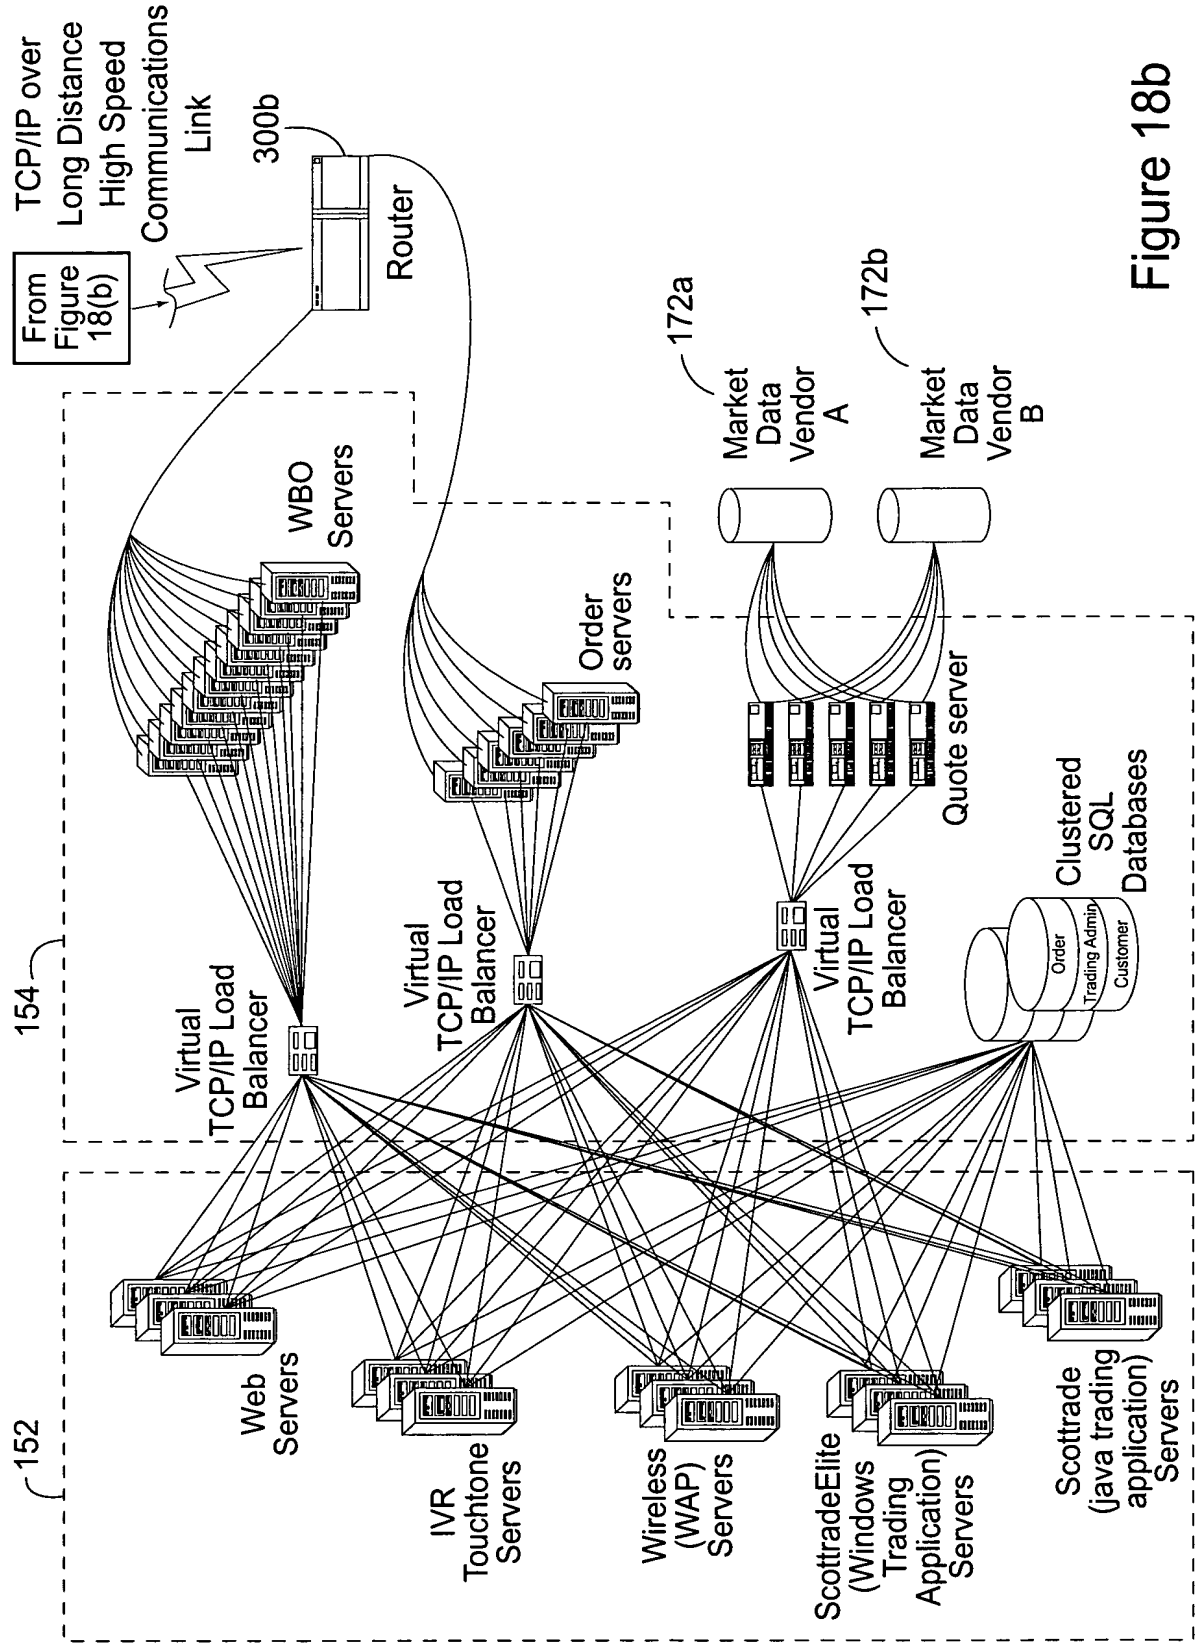 152
154
Web
Servers
IVR
Touchtone
Servers
Wireless
(WAP)
Servers
ScottradeElite
(Windows
Trading
Application)
Servers
Scottrade
(java trading
application)
Servers
Virtual
TCP/IP Load
Balancer
Virtual
TCP/IP Load
Balancer
Virtual
TCP/IP Load
Balancer
Order
Trading Admin
Customer
Clustered
SQL
Databases
WBO
Servers
Order
servers
Quote server
Market
Data
Vendor
A
172a
Market
Data
Vendor
B
172b
From
Figure
18(b)
TCP/IP over
Long Distance
High Speed
Communications
Link
300b
Router
Figure 18b